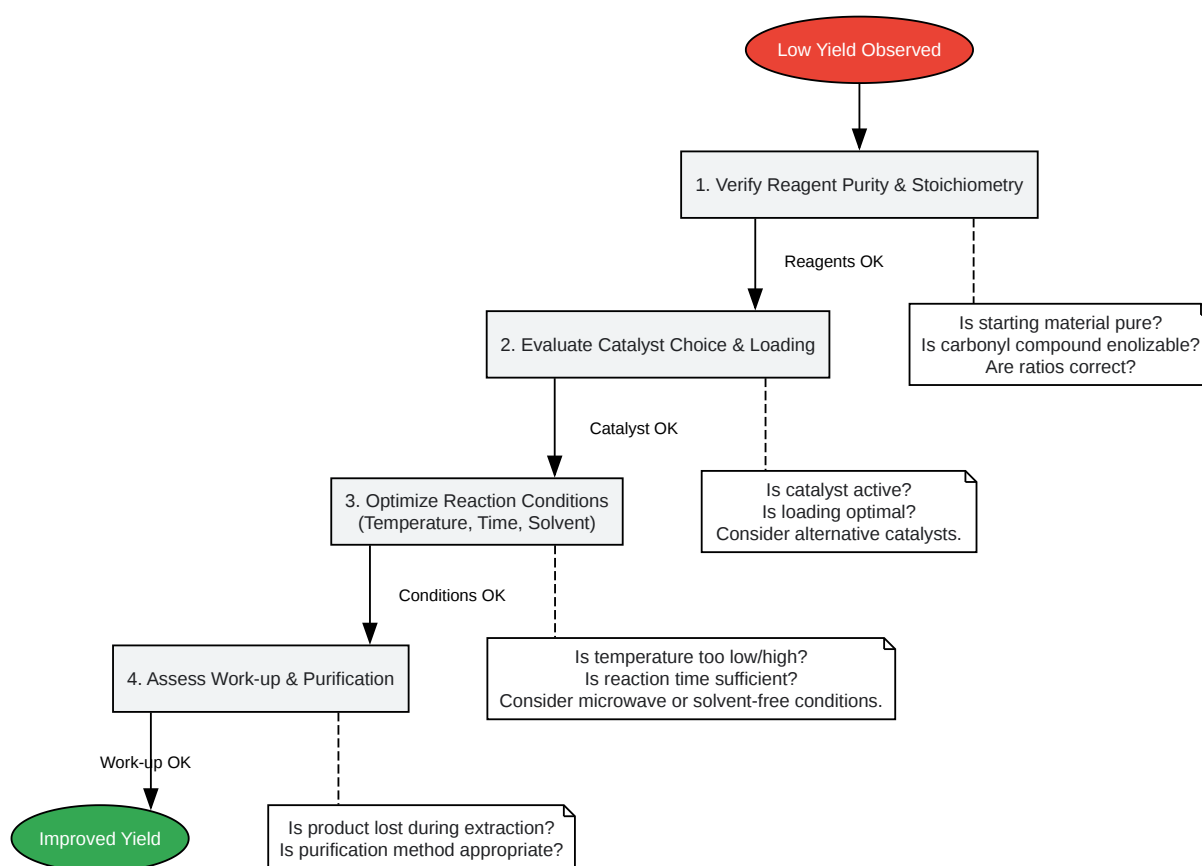 Low Yield Observed
1. Verify Reagent Purity & Stoichiometry
Reagents OK
Is starting material pure?
Is carbonyl compound enolizable?
Are ratios correct?
2. Evaluate Catalyst Choice & Loading
Catalyst OK
Is catalyst active?
Is loading optimal?
Consider alternative catalysts.
3. Optimize Reaction Conditions
(Temperature, Time, Solvent)
Conditions OK
Is temperature too low/high?
Is reaction time sufficient?
Consider microwave or solvent-free conditions.
4. Assess Work-up & Purification
Work-up OK
Is product lost during extraction?
Is purification method appropriate?
Improved Yield